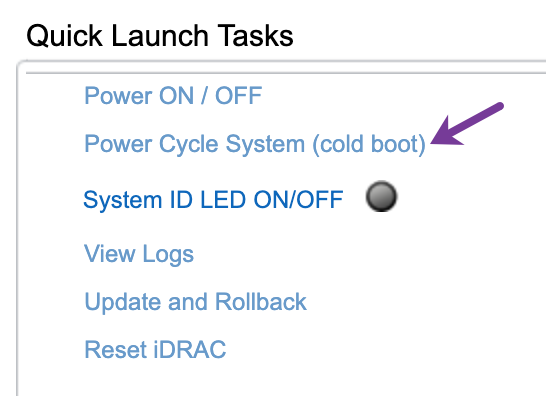 Quick Launch Tasks
Power ON / OFF
Power Cycle System (cold boot)
System ID LED ON/OFF
View Logs
Update and Rollback
Reset iDRAC